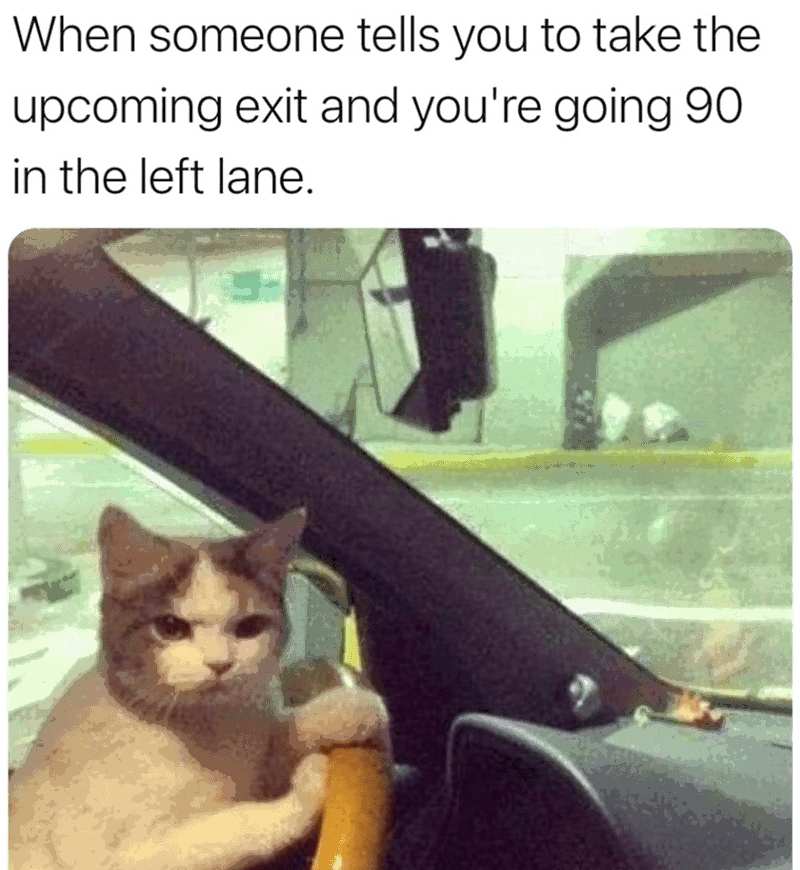 When someone tells you to take the
upcoming exit and you're going 90
in the left lane.